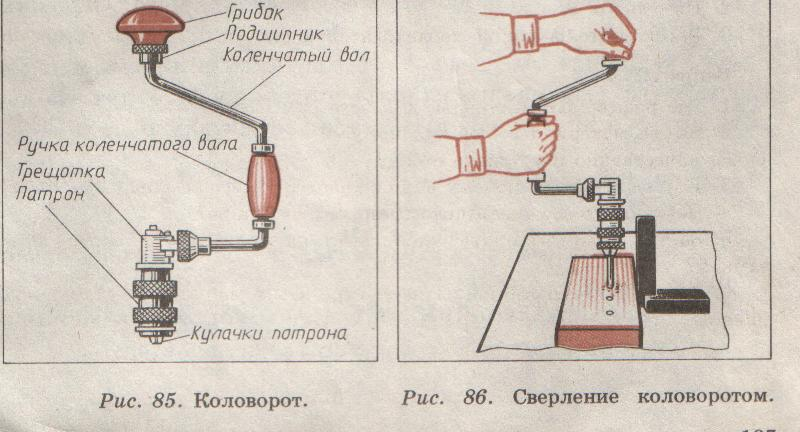 Грибок
Подшипник
Коленчатый вал
Ручка коленчатого вала
Трещотка
Патрон
Кулачки патрона
Рис. 85. Коловорот.
Рис. 86. Сверление коловоротом.